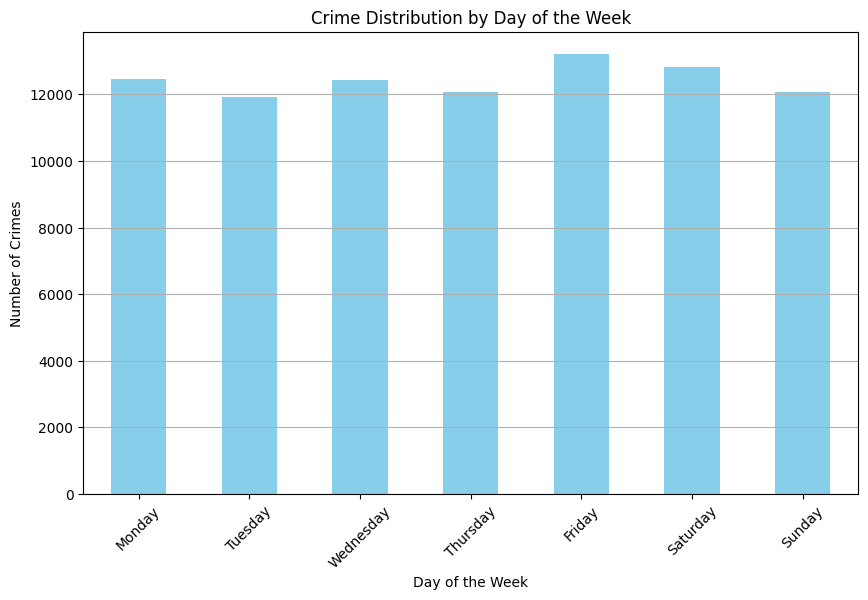 Crime Distribution by Day of the Week
Number of Crimes
12000
10000
8000
6000
4000
2000
0
Monday
Tuesday
Wednesday
Thursday
Friday
Saturday
Sunday
Day of the Week